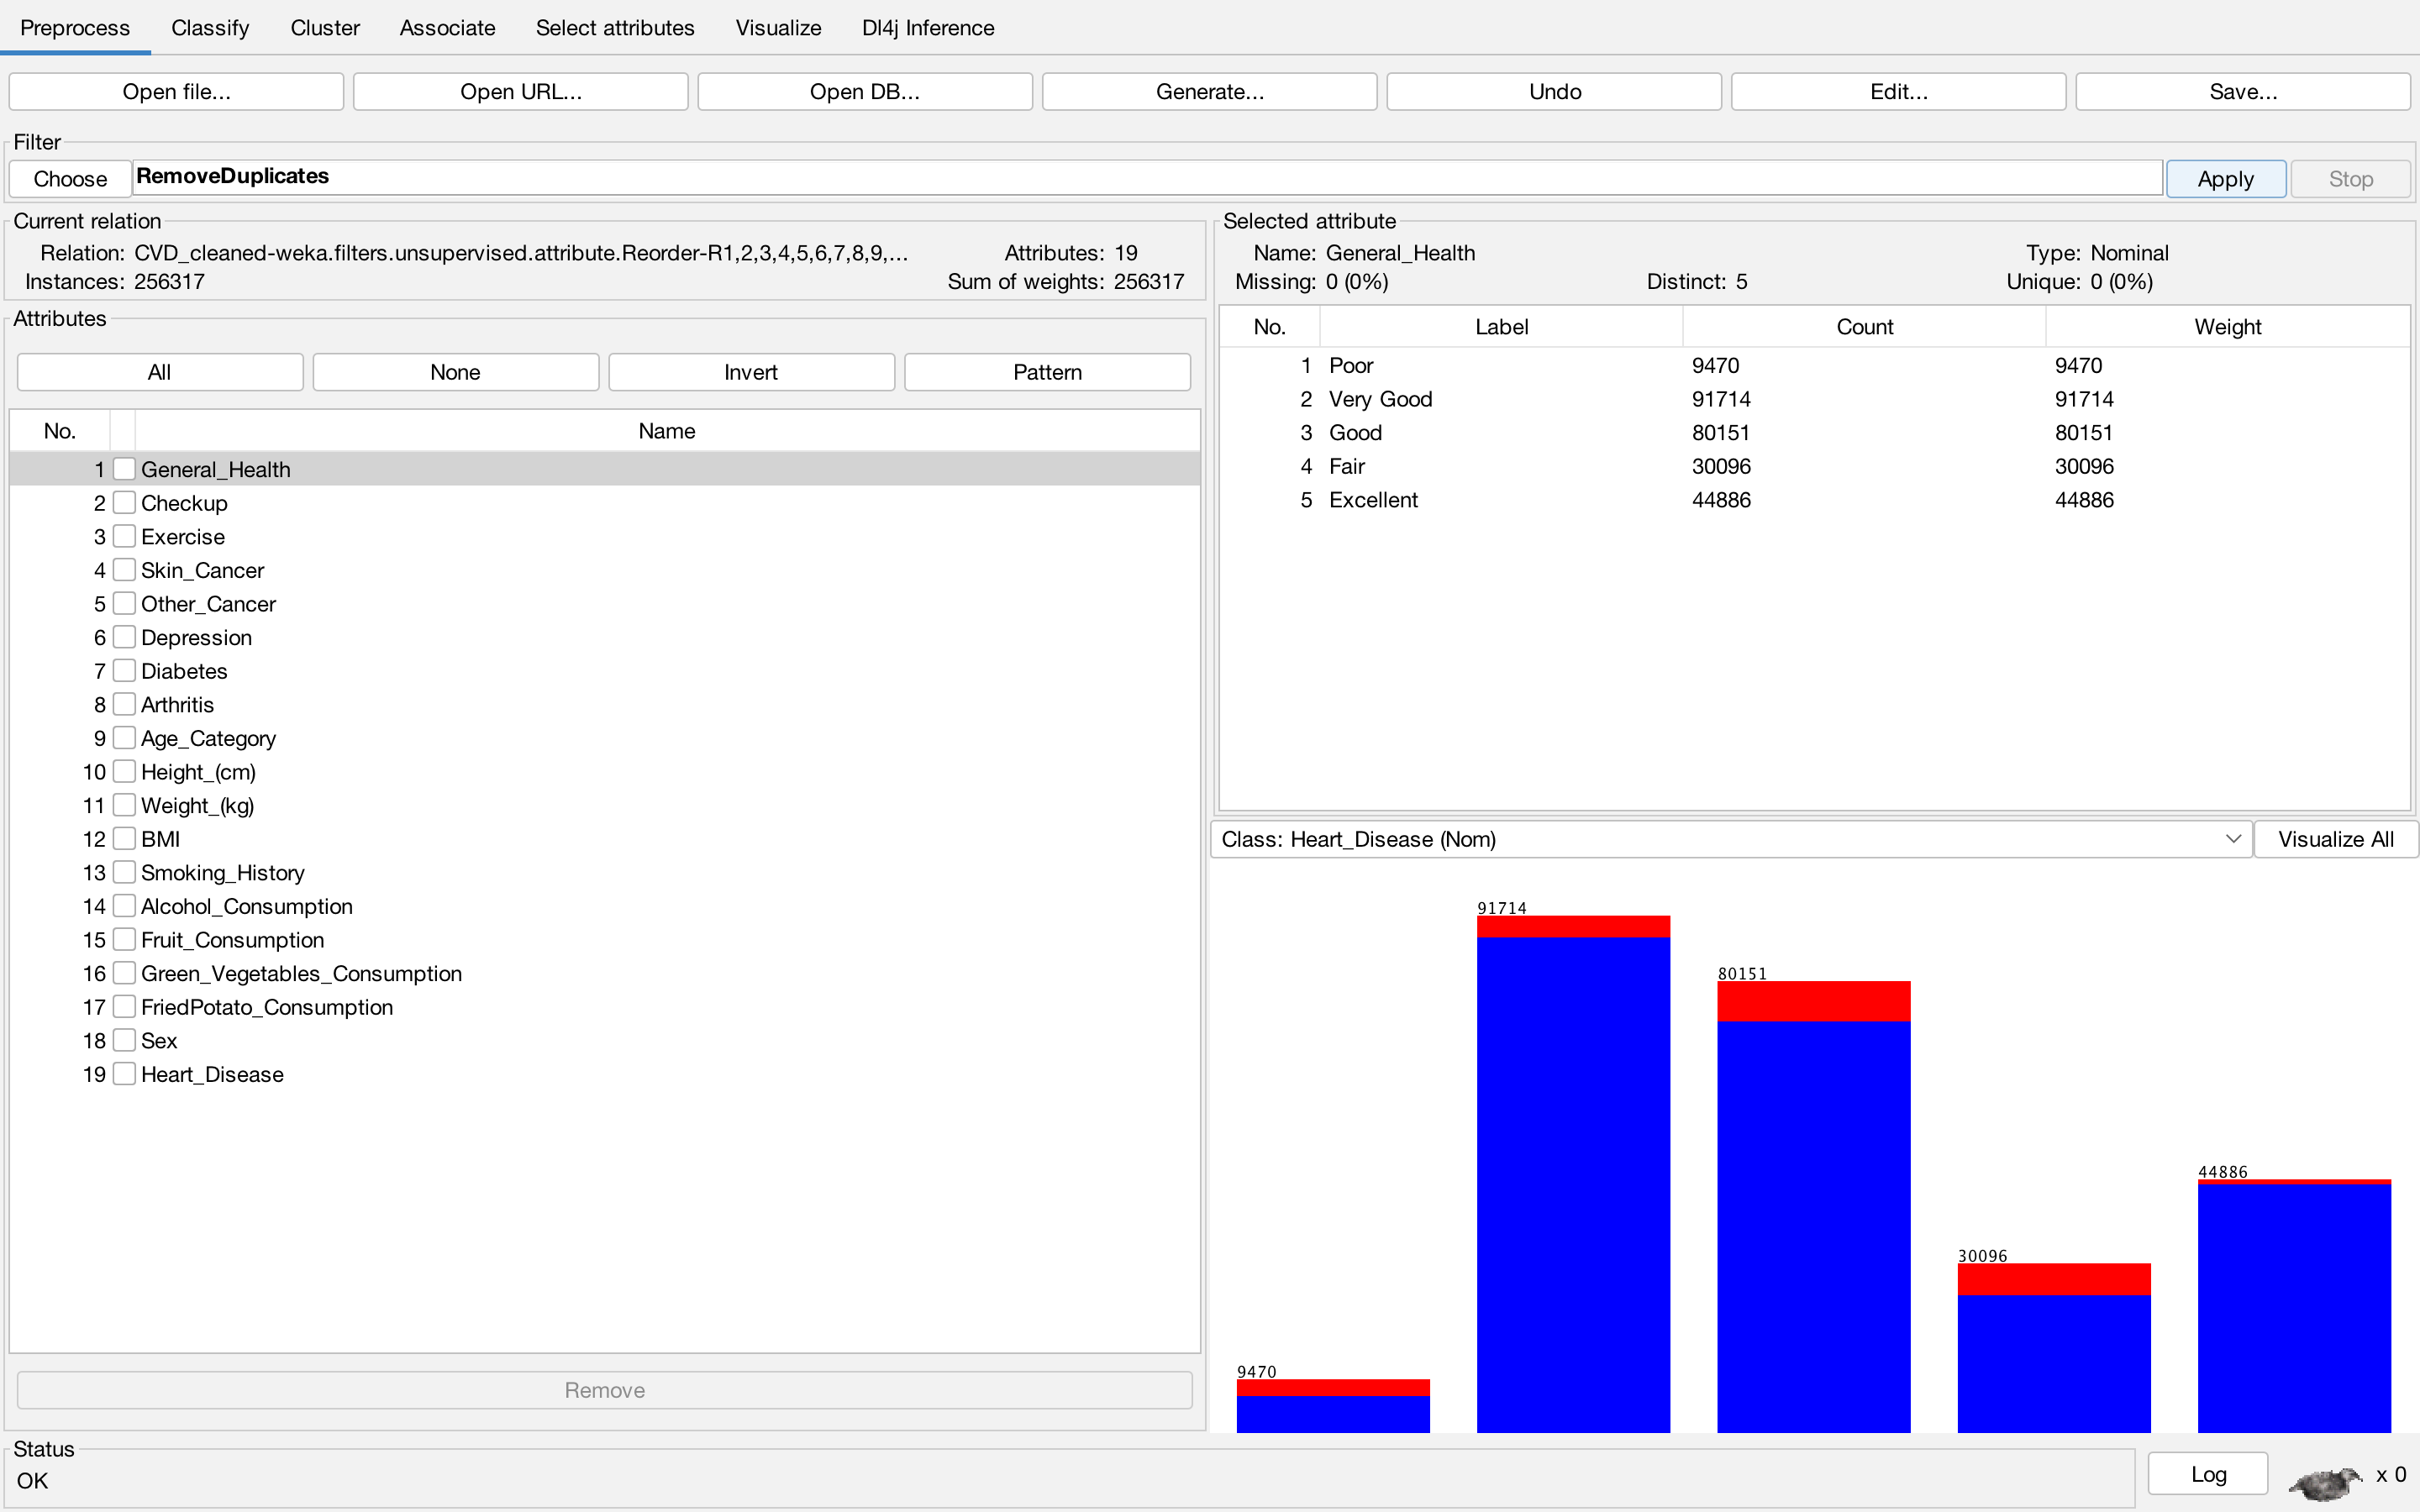 Preprocess Classify Cluster Associate Select attributes Visualize Dl4j Inference
Open file... Open URL... Open DB... Generate... Undo Edit... Save...
Filter
Choose RemoveDuplicates Apply Stop
Current relation
Relation: CVD_cleaned-weka.filters.unsupervised.attribute.Reorder-R1,2,3,4,5,6,7,8,9,... Attributes: 19
Instances: 256317 Sum of weights: 256317
Attributes
All None Invert Pattern
No. Name
1 General_Health
2 Checkup
3 Exercise
4 Skin_Cancer
5 Other_Cancer
6 Depression
7 Diabetes
8 Arthritis
9 Age_Category
10 Height_(cm)
11 Weight_(kg)
12 BMI
13 Smoking_History
14 Alcohol_Consumption
15 Fruit_Consumption
16 Green_Vegetables_Consumption
17 FriedPotato_Consumption
18 Sex
19 Heart_Disease
Remove
Selected attribute
Name: General_Health Type: Nominal
Missing: 0 (0%) Distinct: 5 Unique: 0 (0%)
No. Label Count Weight
1 Poor 9470 9470
2 Very Good 91714 91714
3 Good 80151 80151
4 Fair 30096 30096
5 Excellent 44886 44886
Class: Heart_Disease (Nom) Visualize All
91714
80151
44886
30096
9470
Status
OK
Log x 0